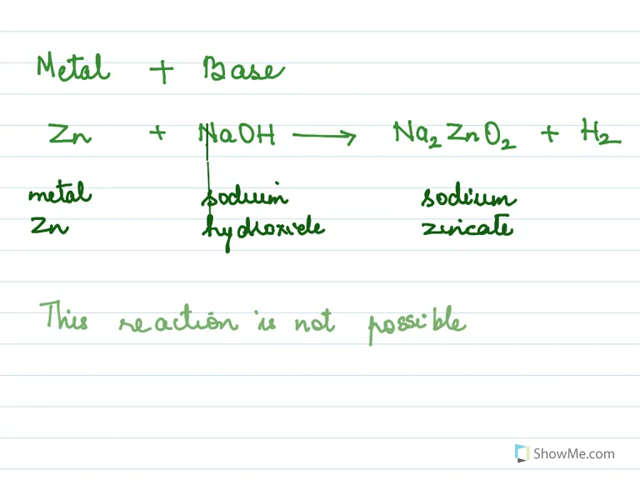 Metal + Base
Zn + NaOH → Na₂ZnO₂ + H₂
metal sodium sodium
Zn hydroxide zincate
This reaction is not possible
ShowMe.com